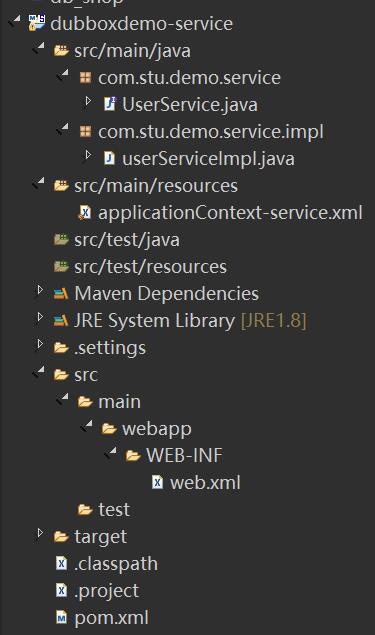 db_shop
dubboxdemo-service
src/main/java
com.stu.demo.service
UserService.java
com.stu.demo.service.impl
userServiceImpl.java
src/main/resources
applicationContext-service.xml
src/test/java
src/test/resources
Maven Dependencies
JRE System Library [JRE1.8]
.settings
src
main
webapp
WEB-INF
web.xml
test
target
.classpath
.project
pom.xml